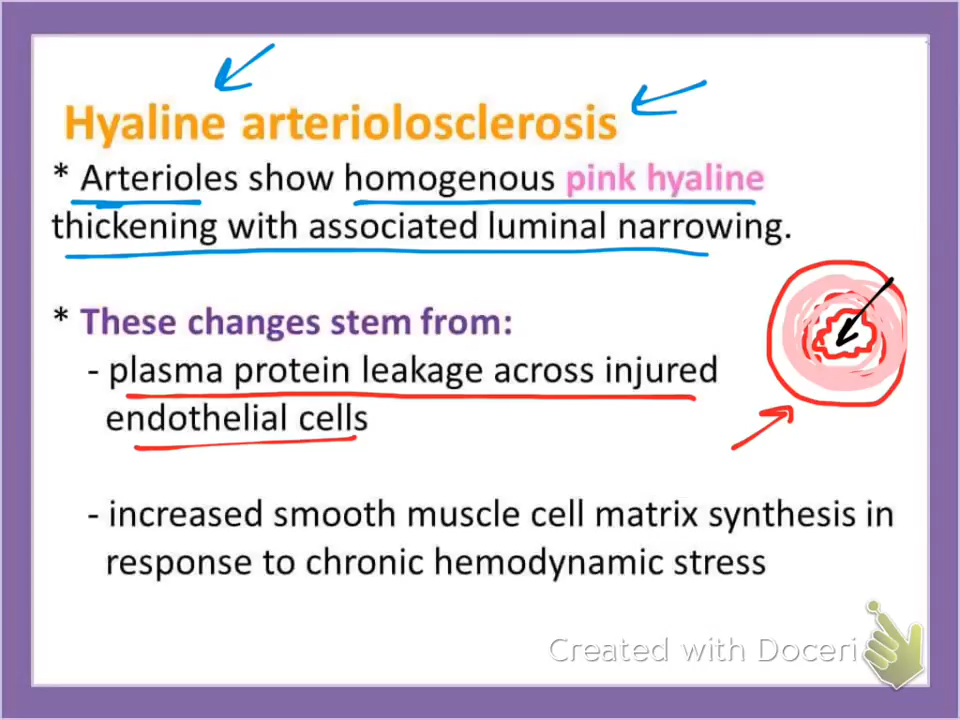 Hyaline arteriolosclerosis
* Arterioles show homogenous pink hyaline
thickening with associated luminal narrowing.
* These changes stem from:
- plasma protein leakage across injured
endothelial cells
- increased smooth muscle cell matrix synthesis in
response to chronic hemodynamic stress
Created with Doceri